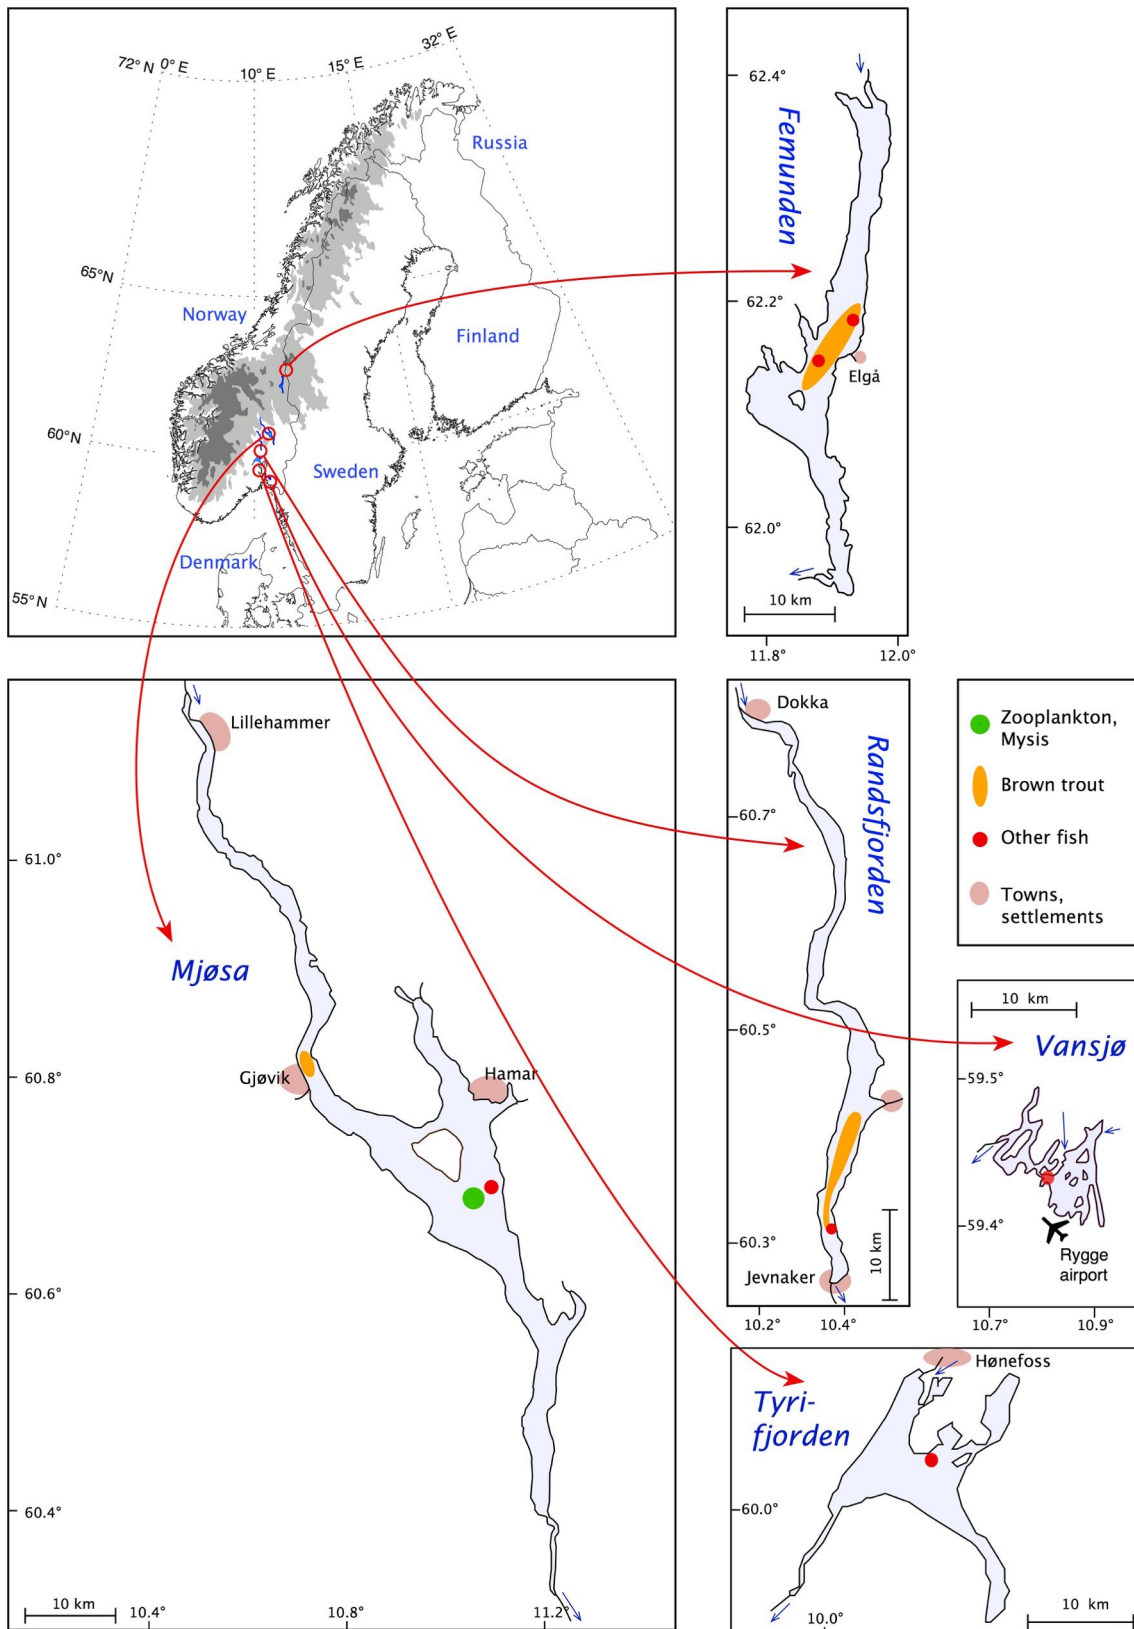 72° N
0° E
10° E
15° E
32° E
65°N
60°N
55°N
Norway
Russia
Finland
Sweden
Denmark
62.4°
62.2°
62.0°
Femunden
Elgå
10 km
11.8°
12.0°
Lillehammer
61.0°
Mjøsa
60.8°
Gjøvik
Hamar
60.6°
60.4°
10 km
10.4°
10.8°
11.2°
Dokka
Randsfjorden
60.7°
60.5°
60.3°
10 km
Jevnaker
10.2°
10.4°
Zooplankton,
Mysis
Brown trout
Other fish
Towns,
settlements
10 km
Vansjø
59.5°
59.4°
Rygge
airport
10.7°
10.9°
Hønefoss
Tyri-
fjorden
60.0°
10.0°
10 km